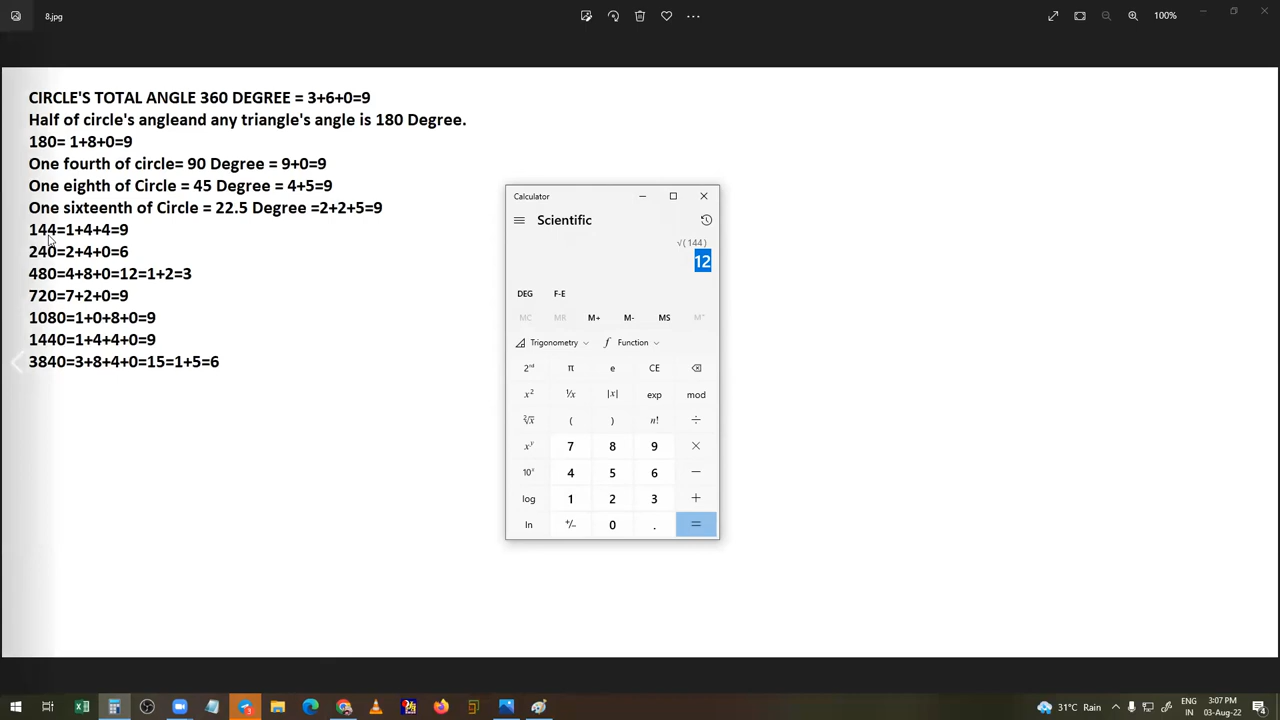 8.jpg
100%
CIRCLE'S TOTAL ANGLE 360 DEGREE = 3+6+0=9
Half of circle's angleand any triangle's angle is 180 Degree.
180= 1+8+0=9
One fourth of circle= 90 Degree = 9+0=9
One eighth of Circle = 45 Degree = 4+5=9
One sixteenth of Circle = 22.5 Degree =2+2+5=9
144=1+4+4=9
240=2+4+0=6
480=4+8+0=12=1+2=3
720=7+2+0=9
1080=1+0+8+0=9
1440=1+4+4+0=9
3840=3+8+4+0=15=1+5=6
Calculator
Scientific
√(144)
12
DEG F-E
MC MR M+ M- MS M˅
Trigonometry Function
2ⁿᵈ π e CE
x² ¹/x |x| exp mod
²√x ( ) n! ÷
xʸ 7 8 9 ×
10ˣ 4 5 6 −
log 1 2 3 +
ln +/− 0 . =
31°C Rain
ENG
IN
3:07 PM
03-Aug-22